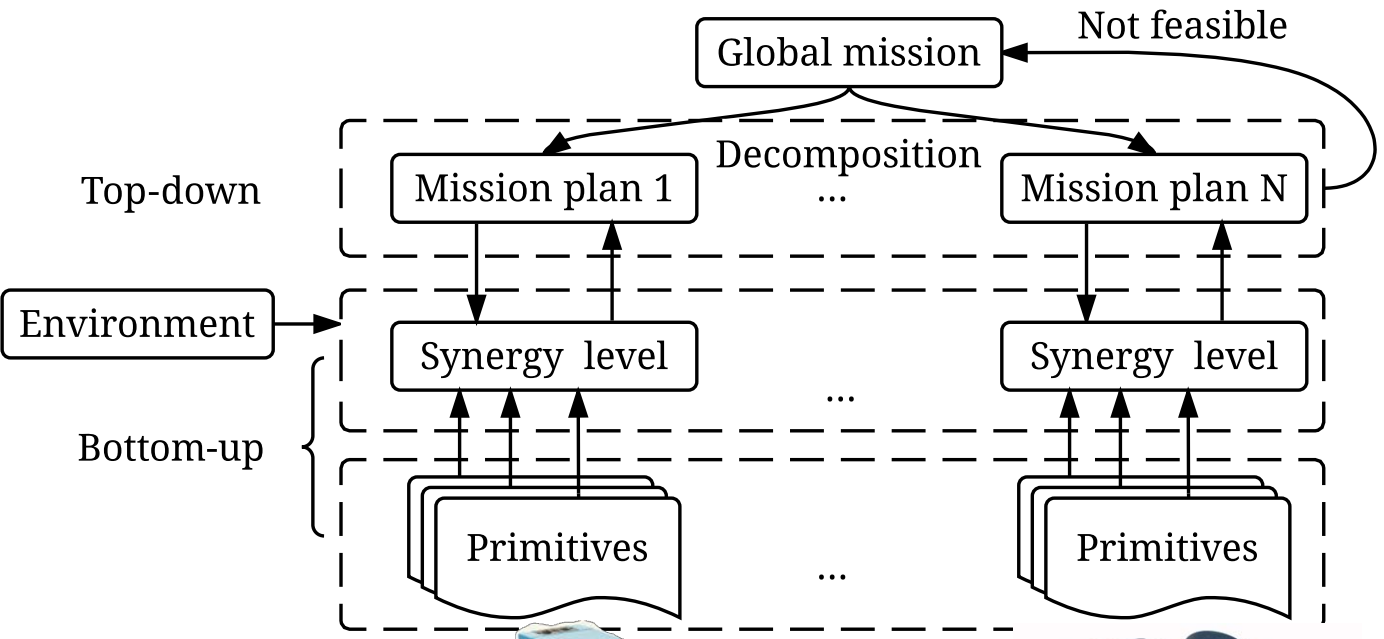 Not feasible
Global mission
Decomposition
Top-down
Mission plan 1
...
Mission plan N
Environment
Synergy level
Synergy level
...
Bottom-up
Primitives
Primitives
...